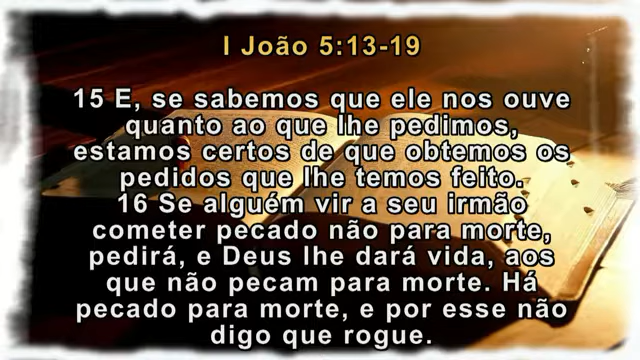 I João 5:13-19
15 E, se sabemos que ele nos ouve
quanto ao que lhe pedimos,
estamos certos de que obtemos os
pedidos que lhe temos feito.
16 Se alguém vir a seu irmão
cometer pecado não para morte,
pedirá, e Deus lhe dará vida, aos
que não pecam para morte. Há
pecado para morte, e por esse não
digo que rogue.